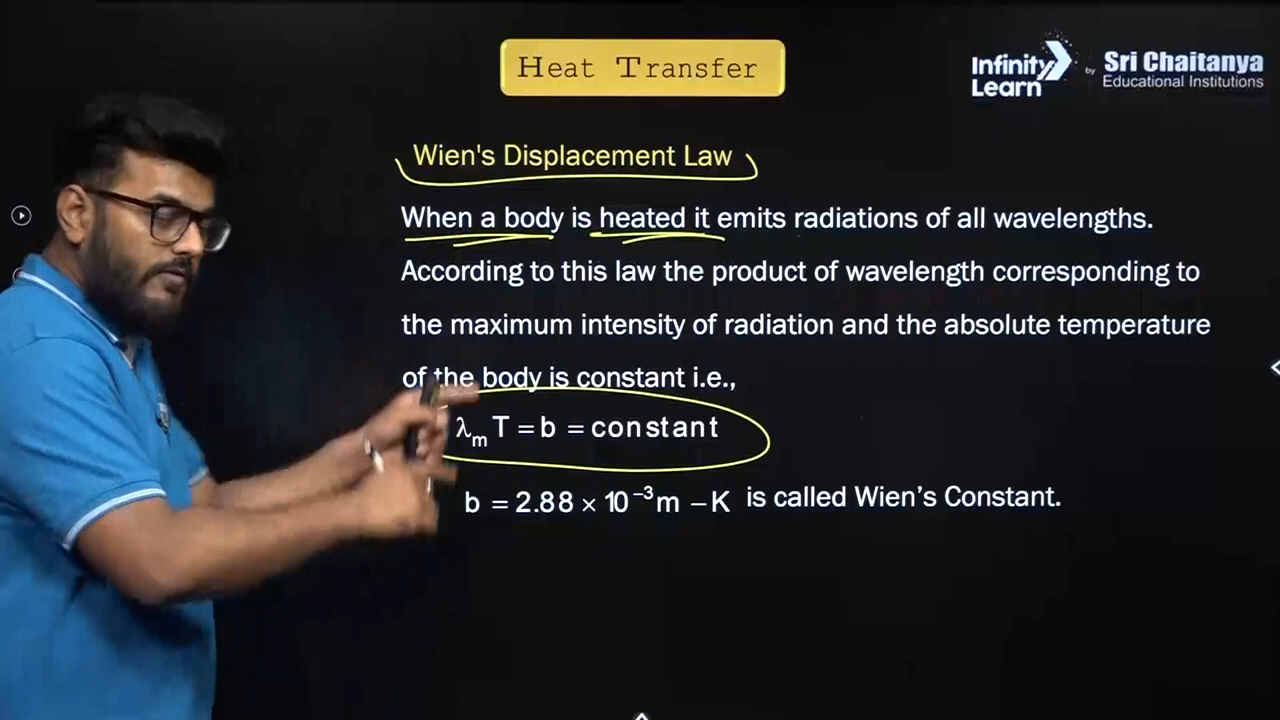 Heat Transfer
Infinity Learn by Sri Chaitanya Educational Institutions
Wien's Displacement Law
When a body is heated it emits radiations of all wavelengths.
According to this law the product of wavelength corresponding to
the maximum intensity of radiation and the absolute temperature
of the body is constant i.e.,
λₘ T = b = constant
b = 2.88 × 10⁻³ m – K is called Wien’s Constant.